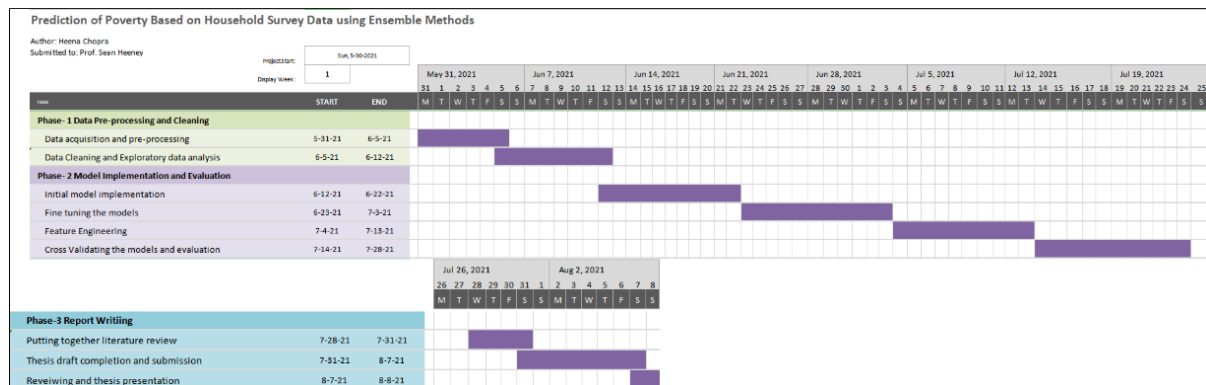 Prediction of Poverty Based on Household Survey Data using Ensemble Methods
Author: Heena Chopra
Submitted to: Prof. Sean Heeney
Project Start: Sun, 5-30-2021
Display Week: 1
May 31, 2021 Jun 7, 2021 Jun 14, 2021 Jun 21, 2021 Jun 28, 2021 Jul 5, 2021 Jul 12, 2021 Jul 19, 2021
31 1 2 3 4 5 6 7 8 9 10 11 12 13 14 15 16 17 18 19 20 21 22 23 24 25 26 27 28 29 30 1 2 3 4 5 6 7 8 9 10 11 12 13 14 15 16 17 18 19 20 21 22 23 24 25
TASK START END M T W T F S S M T W T F S S M T W T F S S M T W T F S S M T W T F S S M T W T F S S M T W T F S S M T W T F S S
Phase- 1 Data Pre-processing and Cleaning
Data acquisition and pre-processing 5-31-21 6-5-21
Data Cleaning and Exploratory data analysis 6-5-21 6-12-21
Phase- 2 Model Implementation and Evaluation
Initial model implementation 6-12-21 6-22-21
Fine tuning the models 6-23-21 7-3-21
Feature Engineering 7-4-21 7-13-21
Cross Validating the models and evaluation 7-14-21 7-28-21
Jul 26, 2021 Aug 2, 2021
26 27 28 29 30 31 1 2 3 4 5 6 7 8
M T W T F S S M T W T F S S
Phase-3 Report Writiing
Putting together literature review 7-28-21 7-31-21
Thesis draft completion and submission 7-31-21 8-7-21
Reveiwing and thesis presentation 8-7-21 8-8-21